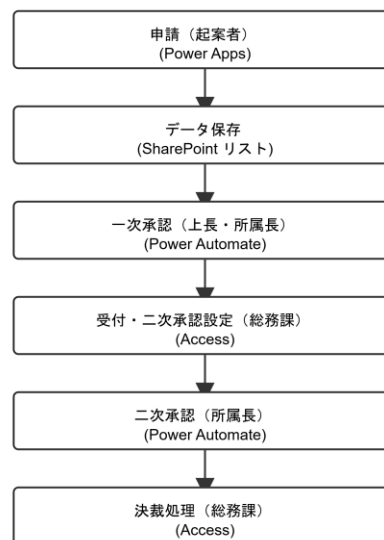 申請（起案者）
(Power Apps)
データ保存
(SharePoint リスト)
一次承認（上長・所属長）
(Power Automate)
受付・二次承認設定（総務課）
(Access)
二次承認（所属長）
(Power Automate)
決裁処理（総務課）
(Access)